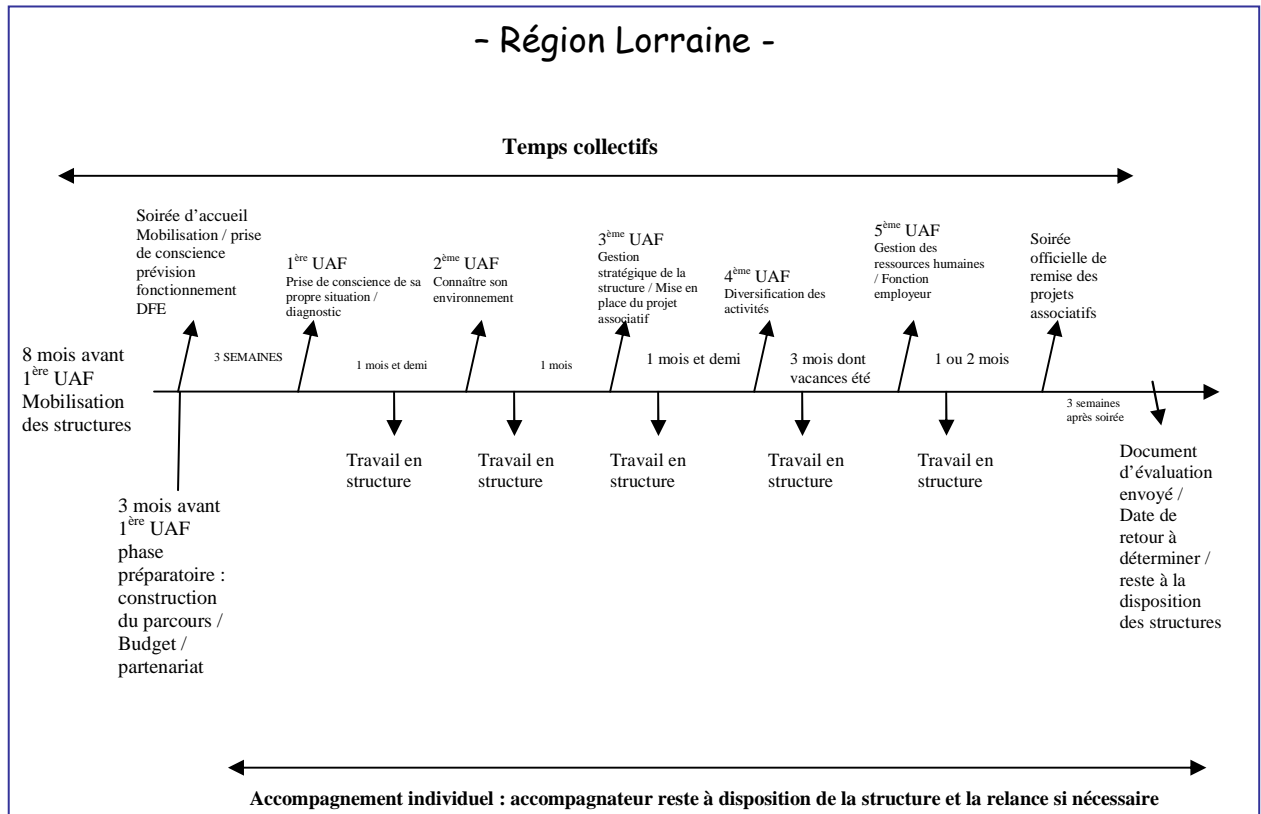 – Région Lorraine -
Temps collectifs
Soirée d’accueil
Mobilisation / prise
de conscience
prévision
fonctionnement
DFE
1ère UAF
Prise de conscience de sa
propre situation /
diagnostic
2ème UAF
Connaître son
environnement
3ème UAF
Gestion
stratégique de la
structure / Mise en
place du projet
associatif
4ème UAF
Diversification des
activités
5ème UAF
Gestion des
ressources humaines
/ Fonction
employeur
Soirée
officielle de
remise des
projets
associatifs
8 mois avant
1ère UAF
Mobilisation
des structures
3 SEMAINES
1 mois et demi
1 mois
1 mois et demi
3 mois dont
vacances été
1 ou 2 mois
3 semaines
après soirée
3 mois avant
1ère UAF
phase
préparatoire :
construction
du parcours /
Budget /
partenariat
Travail en
structure
Travail en
structure
Travail en
structure
Travail en
structure
Travail en
structure
Document
d’évaluation
envoyé /
Date de
retour à
déterminer /
reste à la
disposition
des structures
Accompagnement individuel : accompagnateur reste à disposition de la structure et la relance si nécessaire